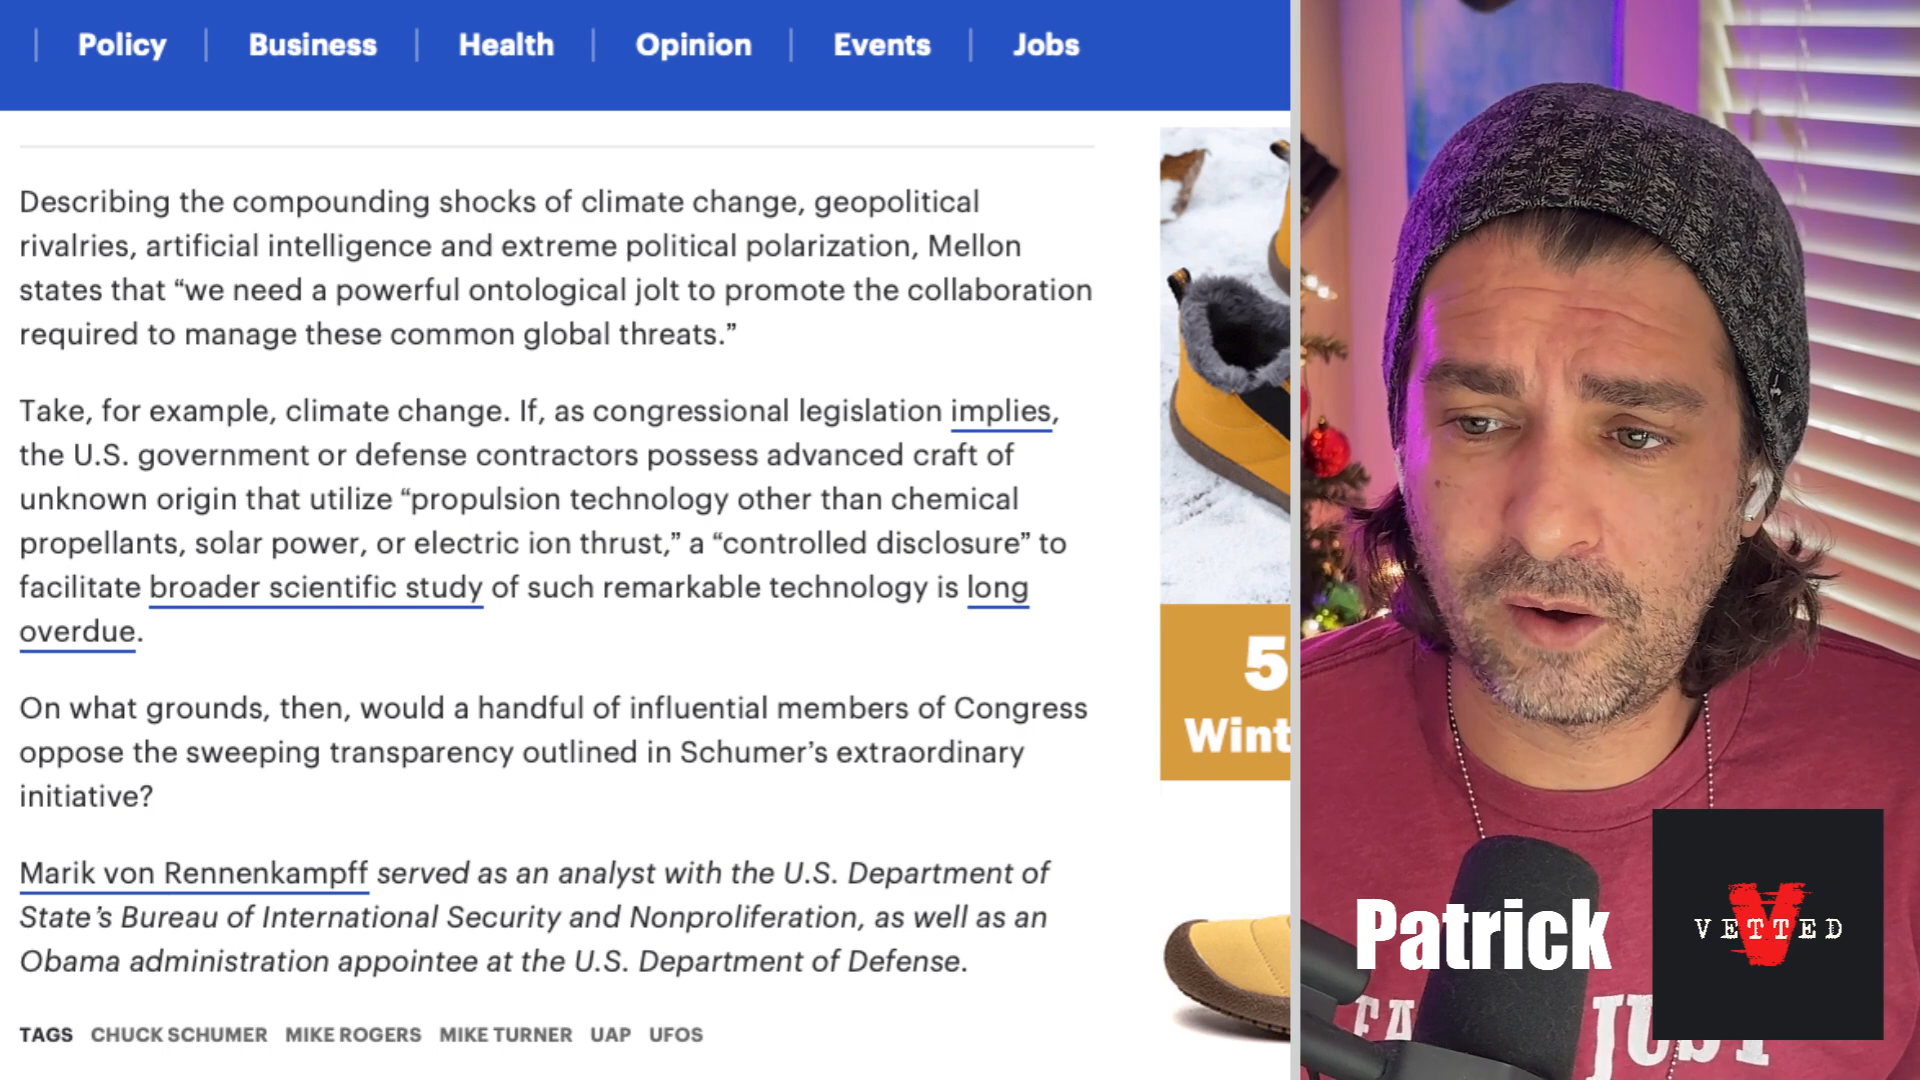 Policy
Business
Health
Opinion
Events
Jobs
Describing the compounding shocks of climate change, geopolitical
rivalries, artificial intelligence and extreme political polarization, Mellon
states that “we need a powerful ontological jolt to promote the collaboration
required to manage these common global threats.”
Take, for example, climate change. If, as congressional legislation implies,
the U.S. government or defense contractors possess advanced craft of
unknown origin that utilize “propulsion technology other than chemical
propellants, solar power, or electric ion thrust,” a “controlled disclosure” to
facilitate broader scientific study of such remarkable technology is long
overdue.
On what grounds, then, would a handful of influential members of Congress
oppose the sweeping transparency outlined in Schumer’s extraordinary
initiative?
Marik von Rennenkampff served as an analyst with the U.S. Department of
State’s Bureau of International Security and Nonproliferation, as well as an
Obama administration appointee at the U.S. Department of Defense.
TAGS CHUCK SCHUMER MIKE ROGERS MIKE TURNER UAP UFOS
5
Wint
Patrick
VETTED
JUST